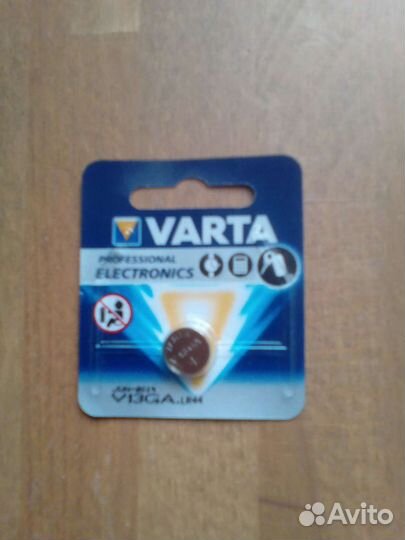 VARTA
PROFESSIONAL
ELECTRONICS
V13GA.LR44
Avito